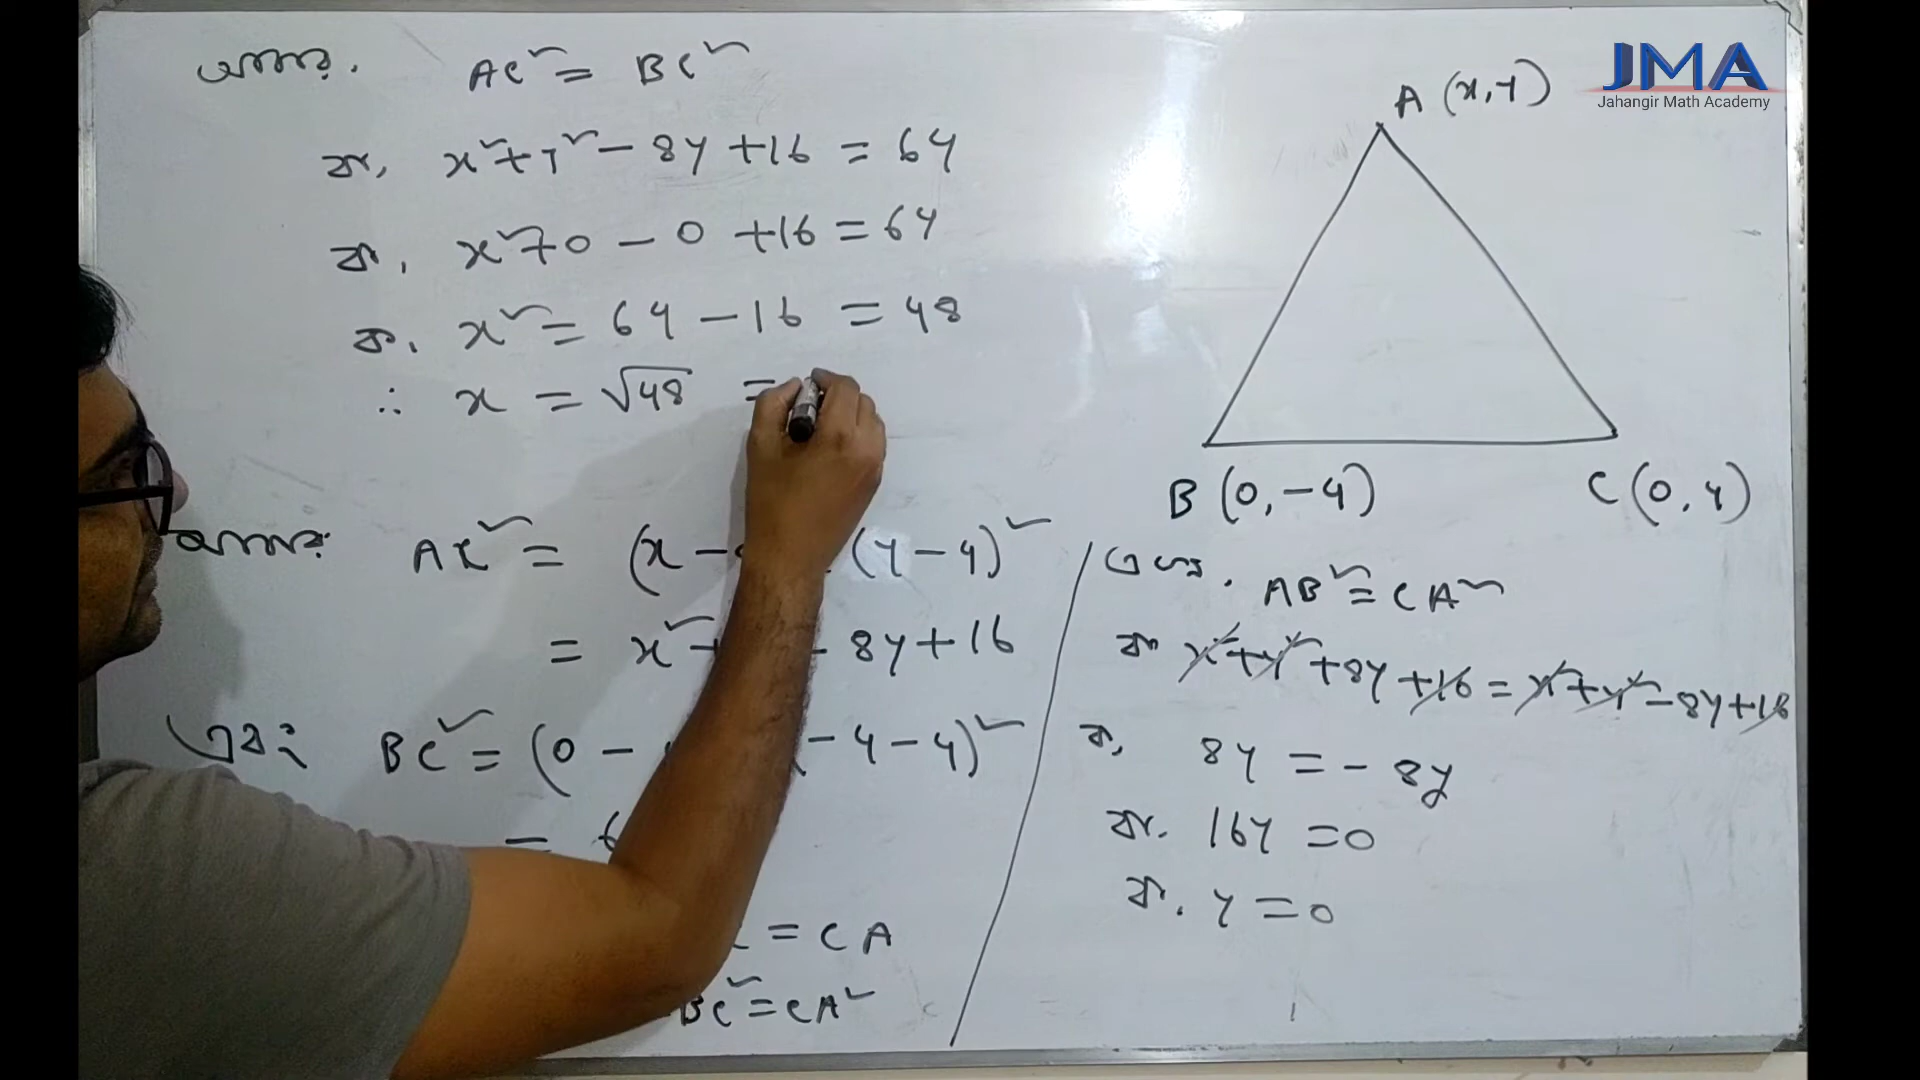 আবার, AC² = BC²
বা, x²+y²-8y+16 = 64
বা, x²+0-0+16 = 64
বা, x² = 64-16 = 48
∴ x = √48 =
আবার AC² = (x- (y-4)²
= x²+ - 8y+16
এবং BC² = (0- -4-4)²
=
= CA
BC² = CA²
JMA
Jahangir Math Academy
A (x,y)
B (0,-4)
C (0,4)
এখন, AB² = CA²
বা x²+y²+8y+16 = x²+y²-8y+16
বা, 8y = -8y
বা, 16y = 0
বা, y = 0